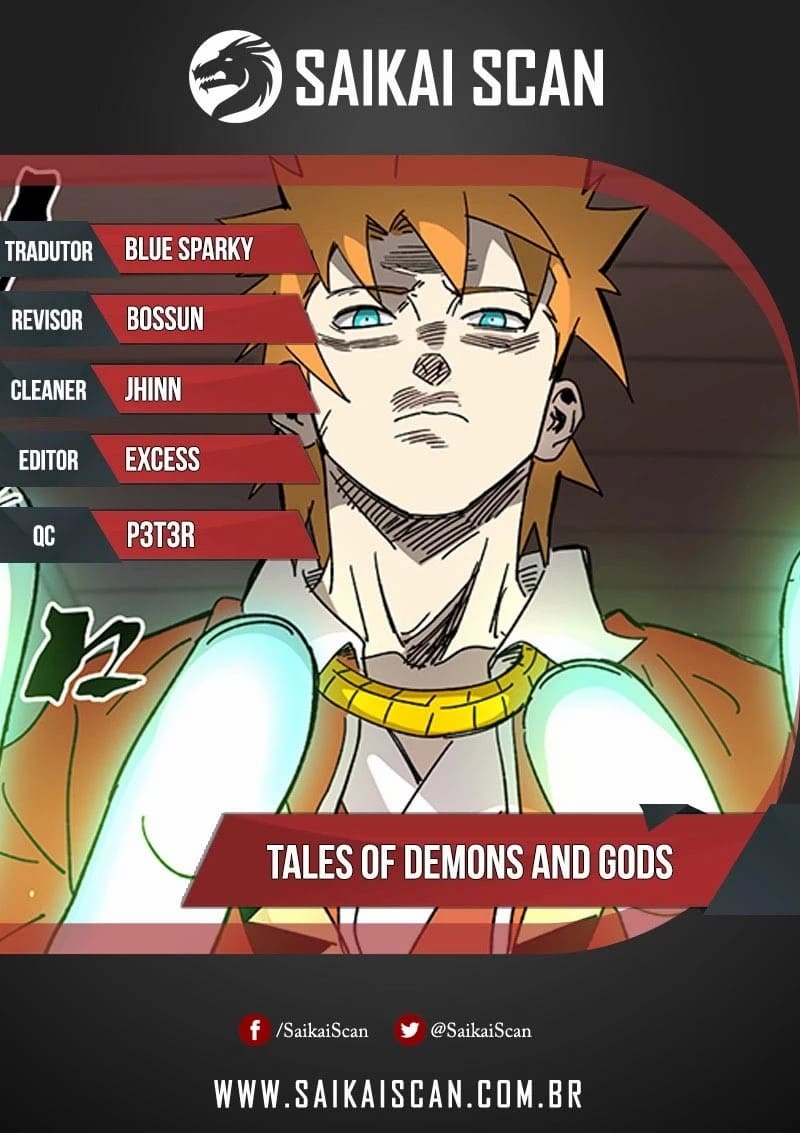 SAIKAI SCAN
TRADUTOR BLUE SPARKY
REVISOR BOSSUN
CLEANER JHINN
EDITOR EXCESS
QC P3T3R
TALES OF DEMONS AND GODS
/SaikaiScan @SaikaiScan
WWW.SAIKAISCAN.COM.BR